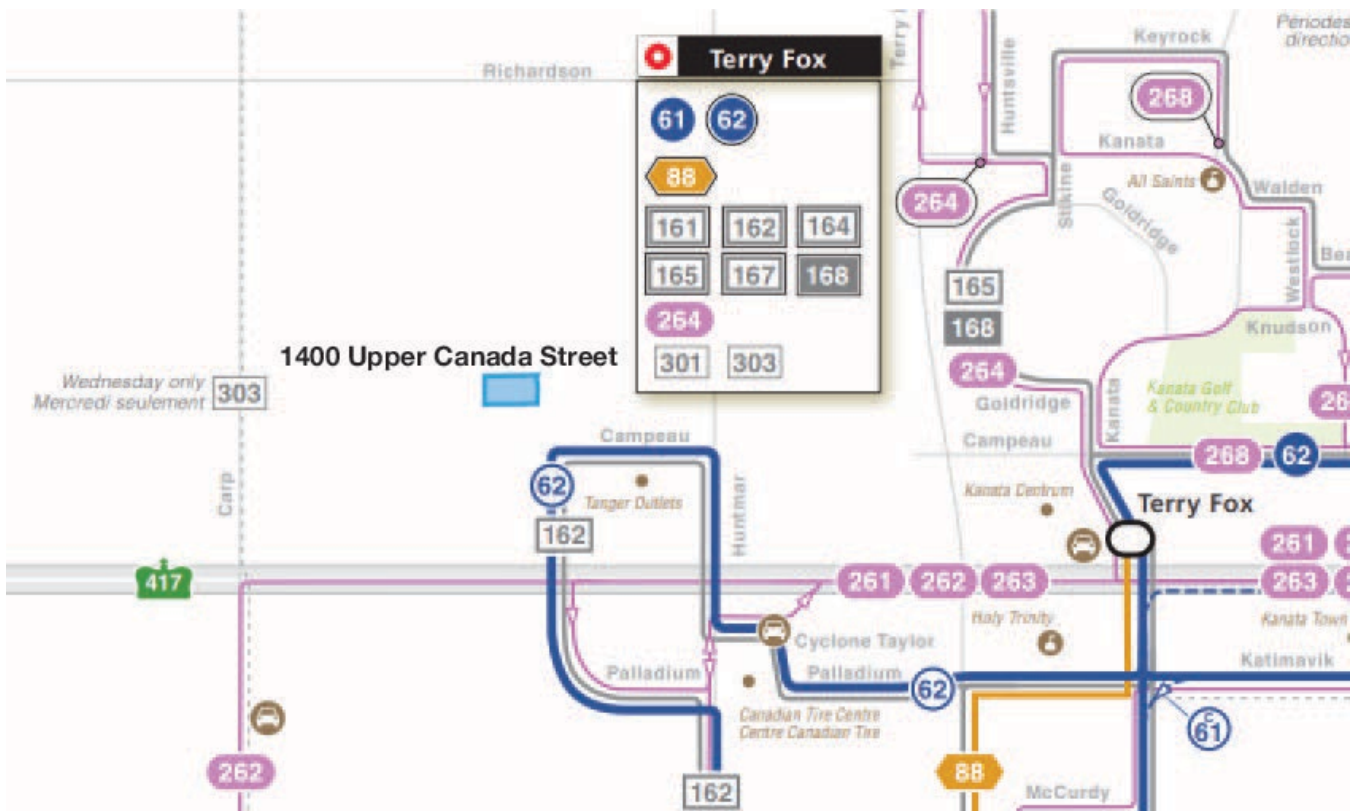 Richardson
Terry Fox
61 62
88
161 162 164
165 167 168
264
301 303
Terry
Huntsville
Keyrock
Periodes
directio
268
Kanata
All Saints
Walden
264
Stikine
Goldridge
Westlock
Bea
165
168
264
Knudson
Kanata Golf
& Country Club
26
Goldridge
Kanata
Campeau
268 62
1400 Upper Canada Street
Wednesday only
Mercredi seulement
303
Carp
Campeau
62
Tanger Outlets
162
Huntmar
Kanata Centrum
Terry Fox
417
261 262 263
261
263
Holy Trinity
Kanata Town
Cyclone Taylor
Palladium
Palladium
62
Katimavik
Canadian Tire Centre
Centre Canadian Tire
C
61
262
162
88
McCurdy